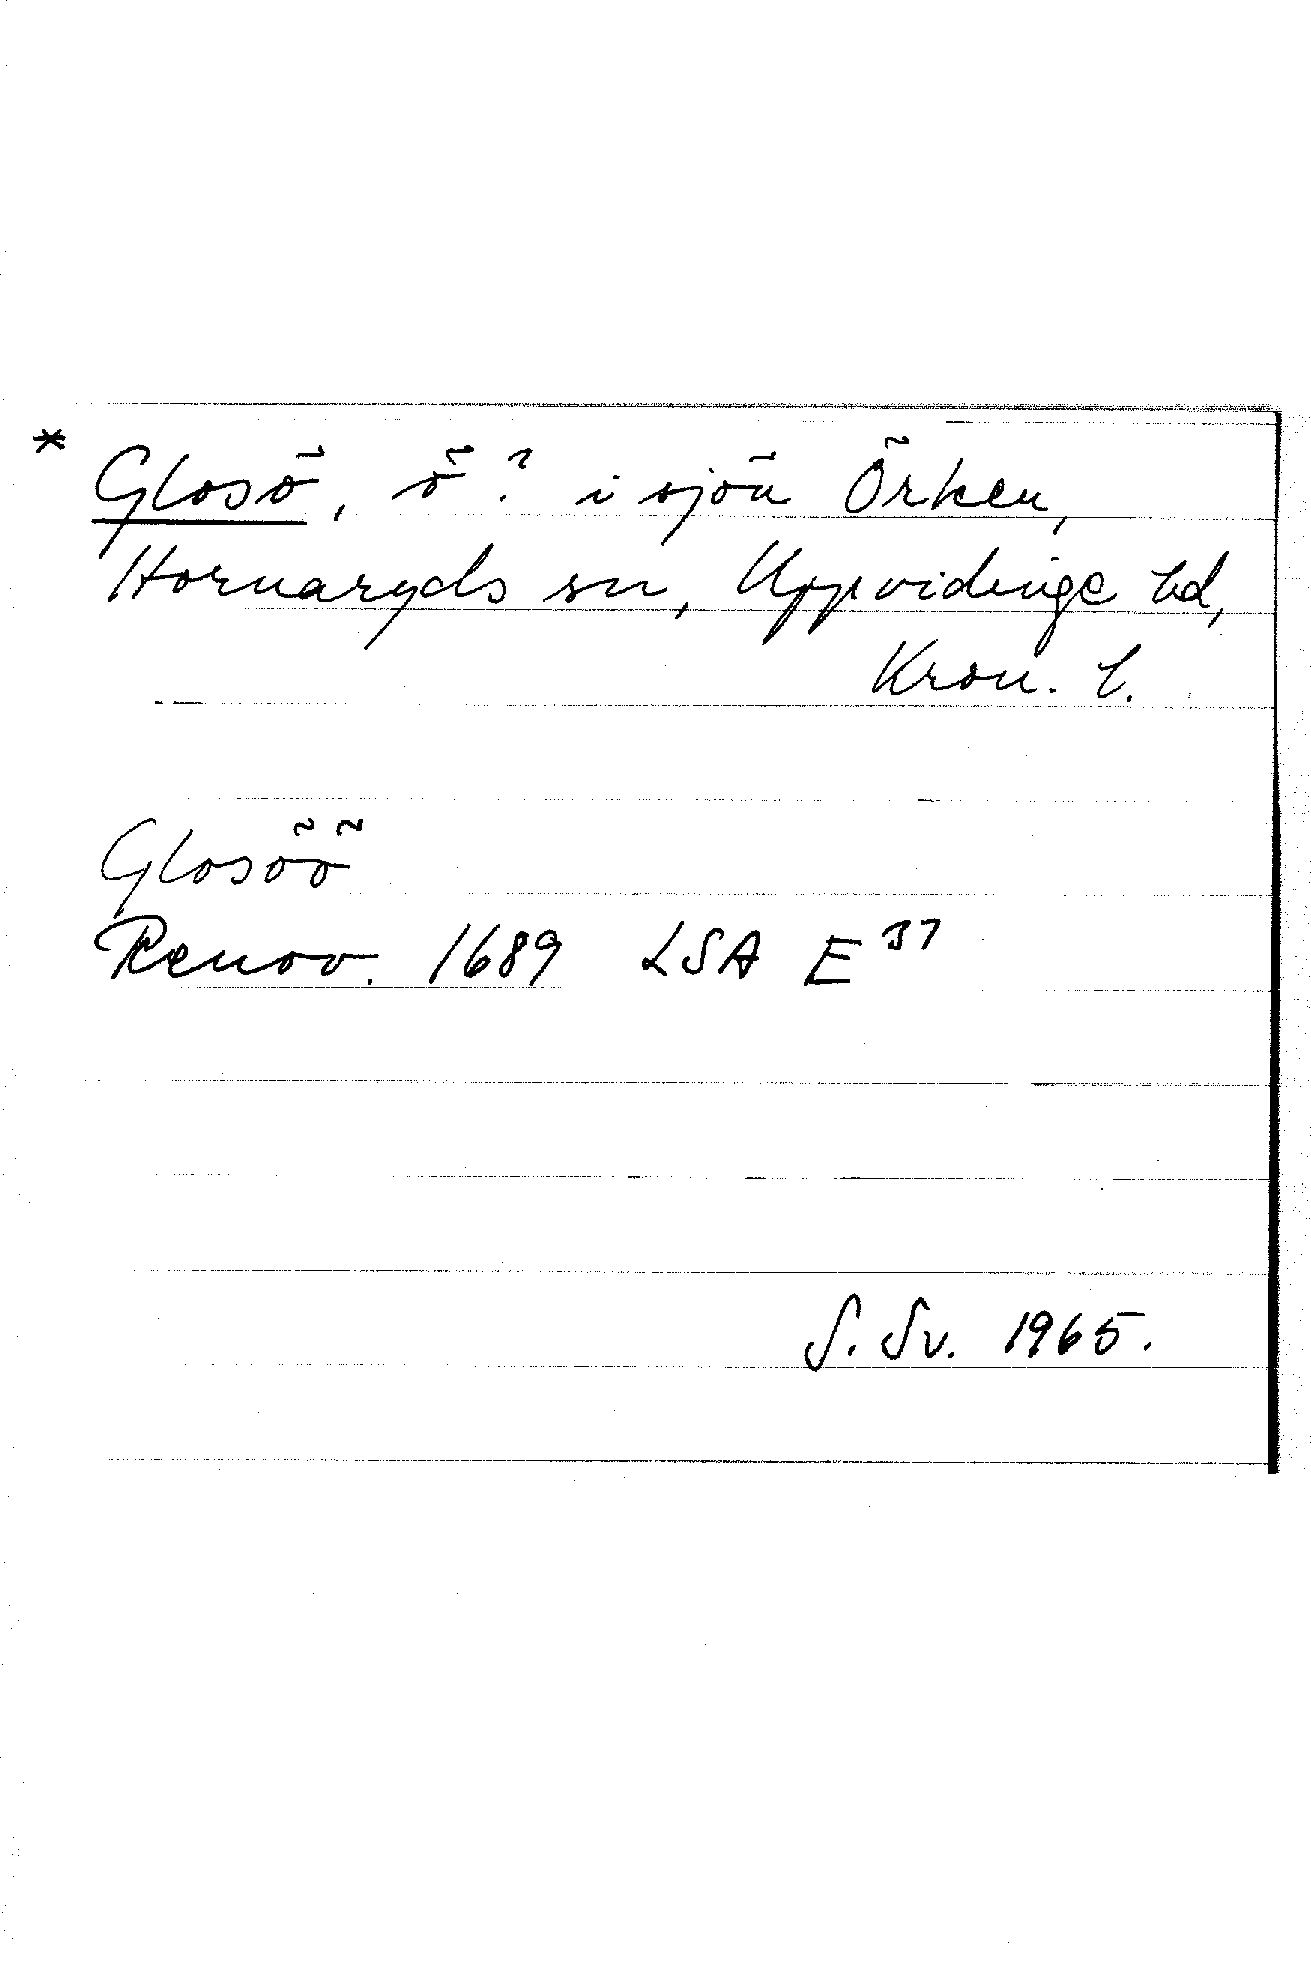 * Glosö, ö? i sjön Örken,
Hornaryds sn, Uppvidinge hd,
Kron. l.
Glosöö
Renov. 1689 LSA E 37
S. Sv. 1965.